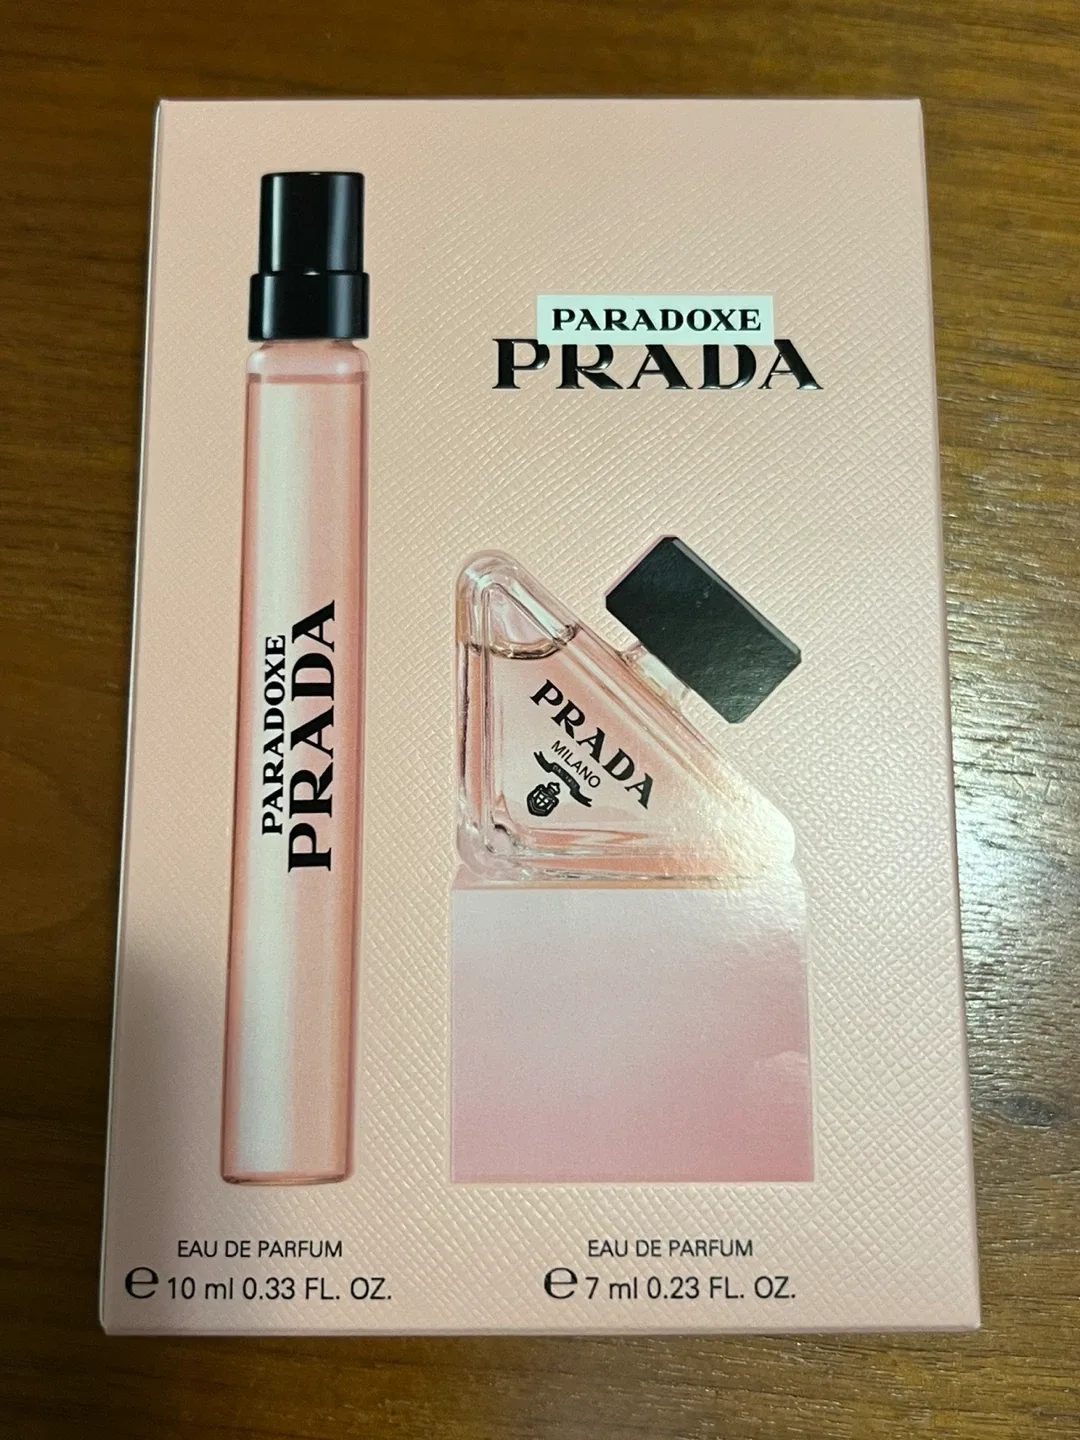 PARADOXE
PRADA
PARADOXE
PRADA
PRADA
MILANO
EAU DE PARFUM
℮ 10 ml 0.33 FL. OZ.
EAU DE PARFUM
℮ 7 ml 0.23 FL. OZ.